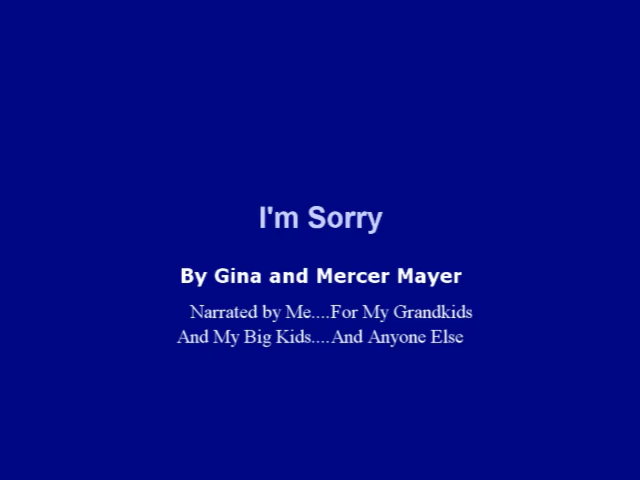 I'm Sorry
By Gina and Mercer Mayer
Narrated by Me....For My Grandkids
And My Big Kids....And Anyone Else